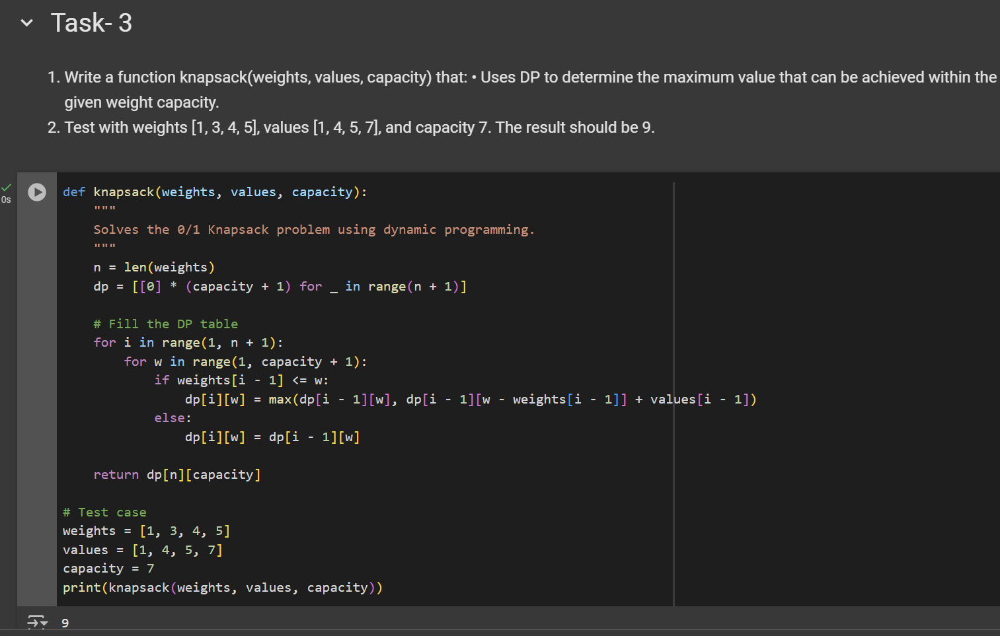 Task- 3
1. Write a function knapsack(weights, values, capacity) that: • Uses DP to determine the maximum value that can be achieved within the
given weight capacity.
2. Test with weights [1, 3, 4, 5], values [1, 4, 5, 7], and capacity 7. The result should be 9.
0s
def knapsack(weights, values, capacity):
    """
    Solves the 0/1 Knapsack problem using dynamic programming.
    """
    n = len(weights)
    dp = [[0] * (capacity + 1) for _ in range(n + 1)]
    # Fill the DP table
    for i in range(1, n + 1):
        for w in range(1, capacity + 1):
            if weights[i - 1] <= w:
                dp[i][w] = max(dp[i - 1][w], dp[i - 1][w - weights[i - 1]] + values[i - 1])
            else:
                dp[i][w] = dp[i - 1][w]
    return dp[n][capacity]
# Test case
weights = [1, 3, 4, 5]
values = [1, 4, 5, 7]
capacity = 7
print(knapsack(weights, values, capacity))
9